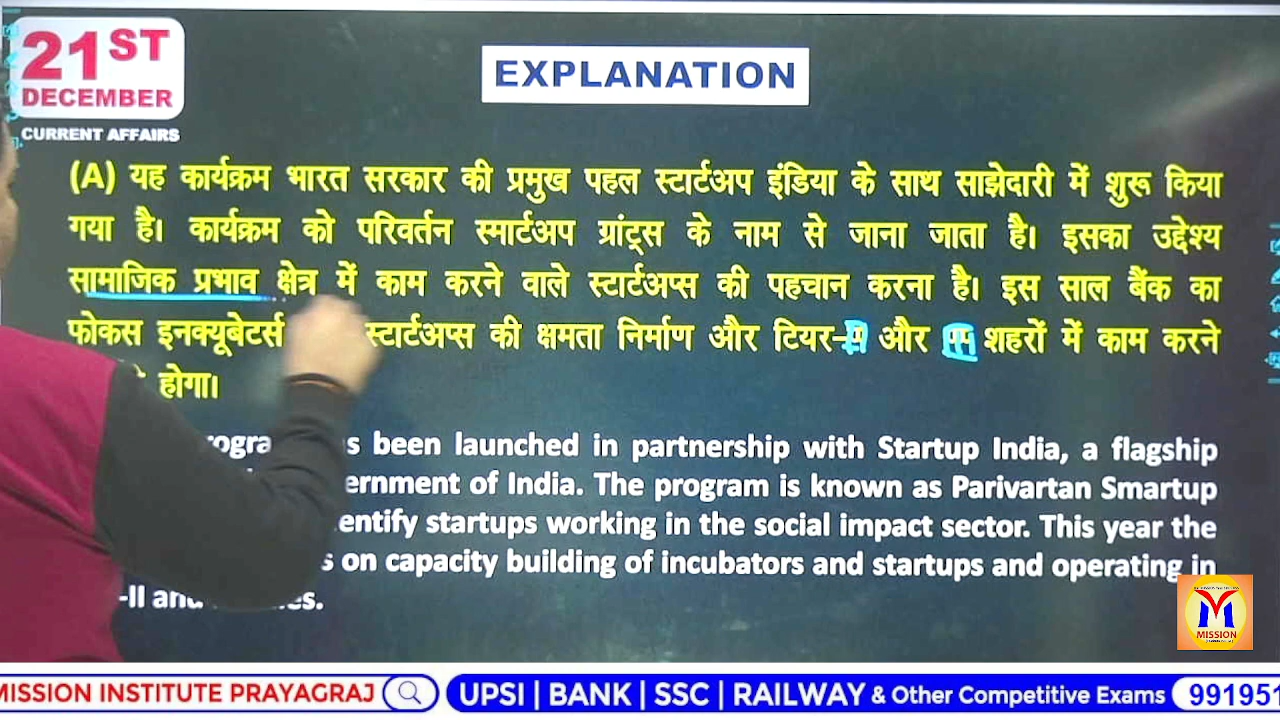 21ST
DECEMBER
CURRENT AFFAIRS
EXPLANATION
(A) यह कार्यक्रम भारत सरकार की प्रमुख पहल स्टार्टअप इंडिया के साथ साझेदारी में शुरू किया
गया है। कार्यक्रम को परिवर्तन स्मार्टअप ग्रांट्स के नाम से जाना जाता है। इसका उद्देश्य
सामाजिक प्रभाव क्षेत्र में काम करने वाले स्टार्टअप्स की पहचान करना है। इस साल बैंक का
फोकस इनक्यूबेटर्स स्टार्टअप्स की क्षमता निर्माण और टियर- और शहरों में काम करने
होगा।
been launched in partnership with Startup India, a flagship
of India. The program is known as Parivartan Smartup
startups working in the social impact sector. This year the
on capacity building of incubators and startups and operating in
-II
MISSION
MISSION INSTITUTE PRAYAGRAJ
UPSI | BANK | SSC | RAILWAY & Other Competitive Exams
991951